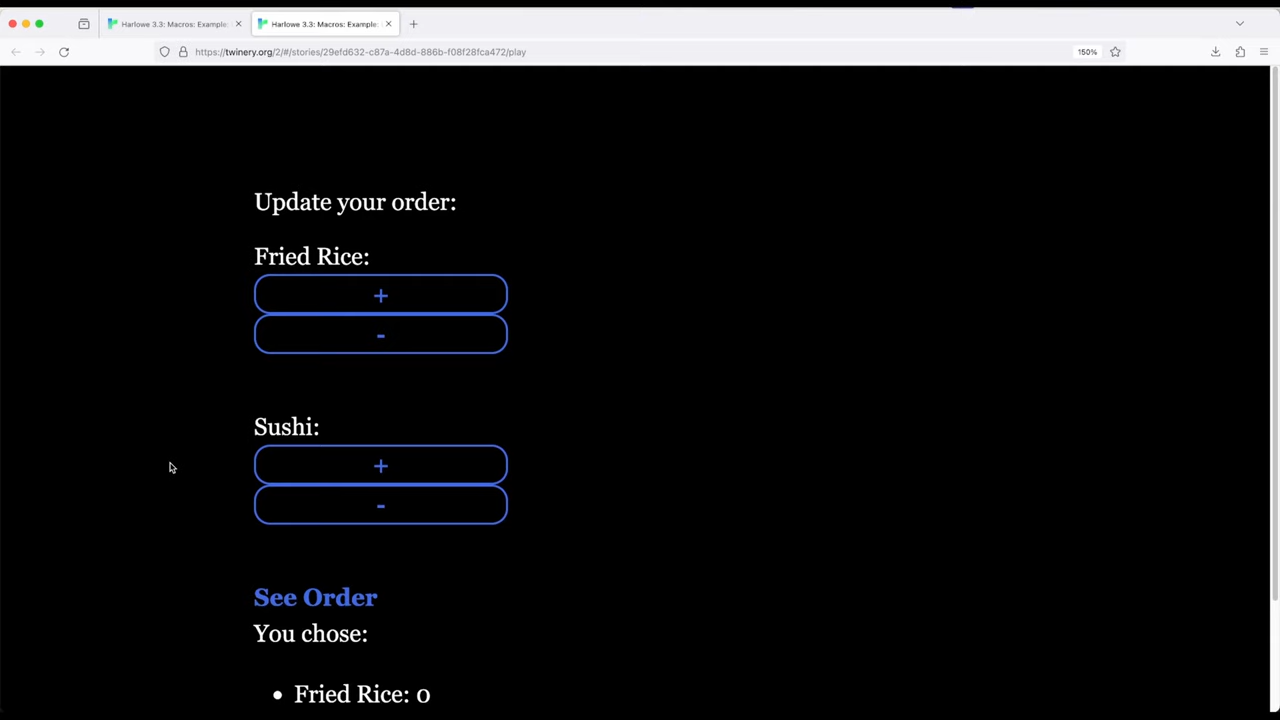 Harlowe 3.3: Macros: Example:
Harlowe 3.3: Macros: Example:
https://twinery.org/2/#/stories/29efd632-c87a-4d8d-886b-f08f28fca472/play
150%
Update your order:
Fried Rice:
+
-
Sushi:
+
-
See Order
You chose:
• Fried Rice: 0